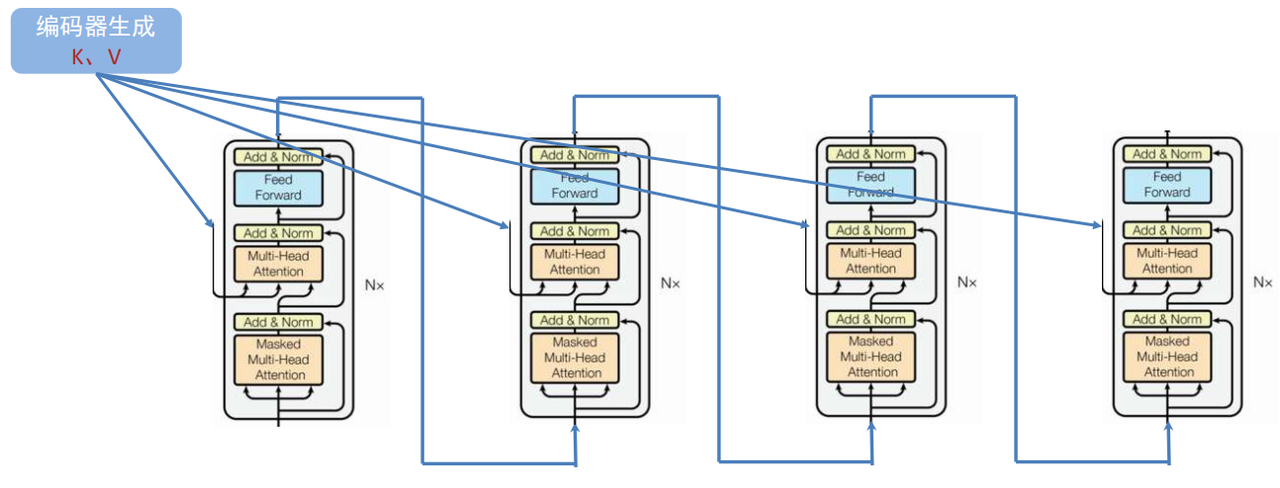 编码器生成
K、V
Add & Norm
Feed
Forward
Add & Norm
Multi-Head
Attention
N×
Add & Norm
Masked
Multi-Head
Attention
Add & Norm
Feed
Forward
Add & Norm
Multi-Head
Attention
N×
Add & Norm
Masked
Multi-Head
Attention
Add & Norm
Feed
Forward
Add & Norm
Multi-Head
Attention
N×
Add & Norm
Masked
Multi-Head
Attention
Add & Norm
Feed
Forward
Add & Norm
Multi-Head
Attention
N×
Add & Norm
Masked
Multi-Head
Attention